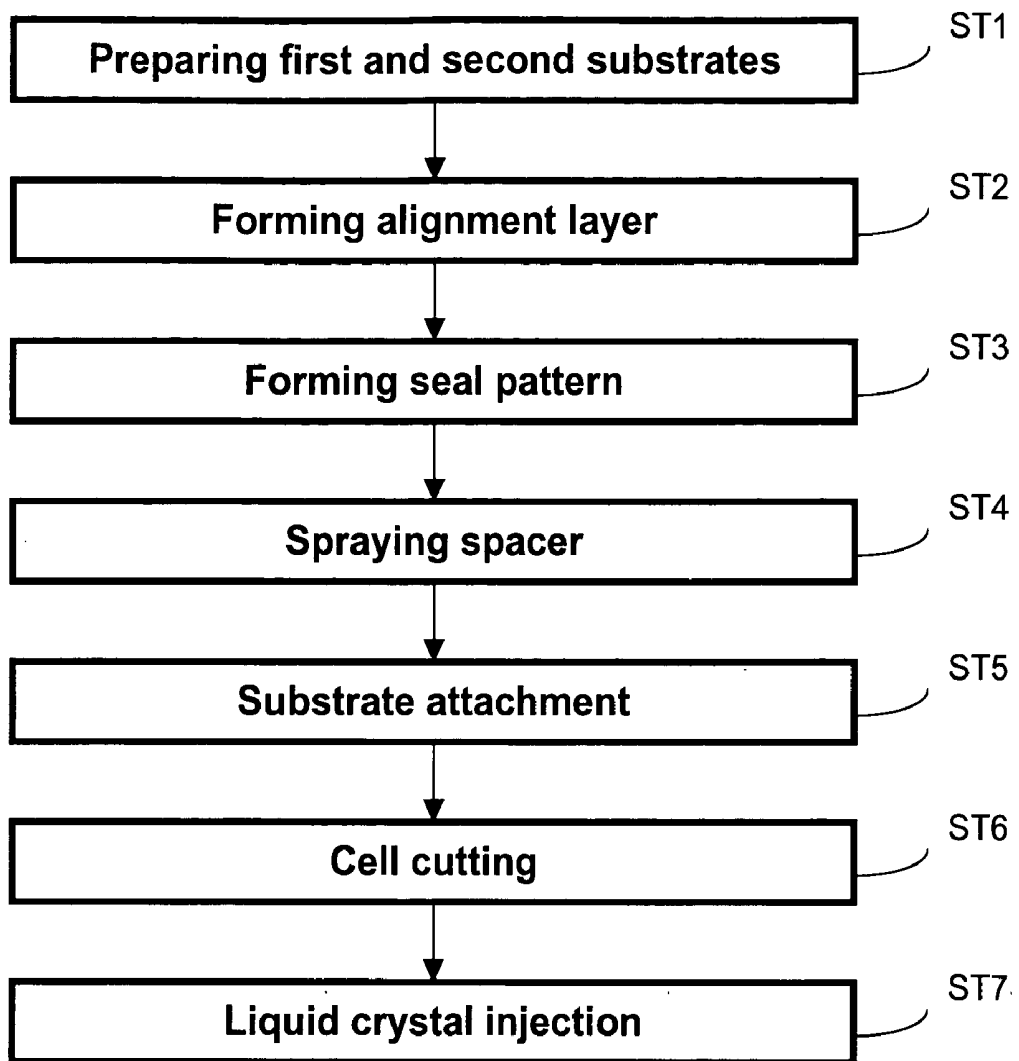 ST1
Preparing first and second substrates
ST2
Forming alignment layer
ST3
Forming seal pattern
ST4
Spraying spacer
ST5
Substrate attachment
ST6
Cell cutting
ST7
Liquid crystal injection